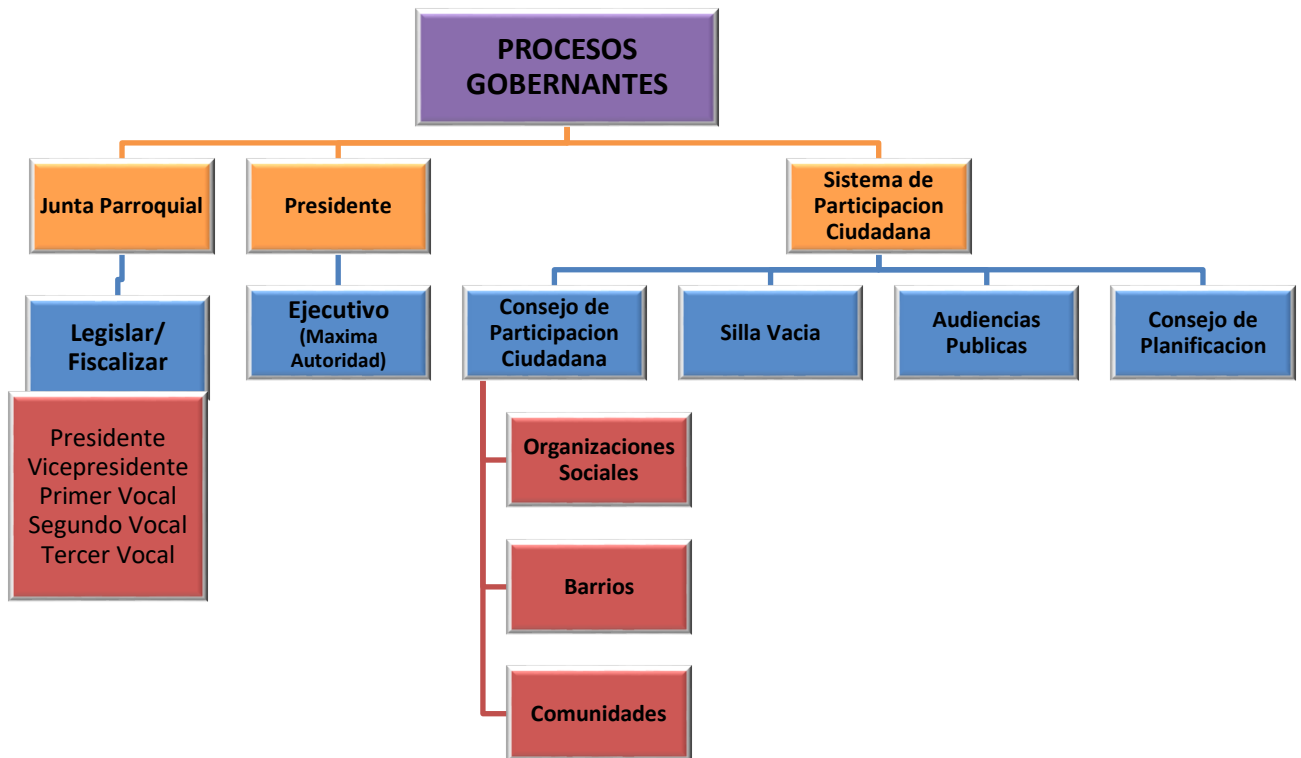 PROCESOS
GOBERNANTES
Junta Parroquial
Presidente
Sistema de
Participacion
Ciudadana
Legislar/
Fiscalizar
Ejecutivo
(Maxima
Autoridad)
Consejo de
Participacion
Ciudadana
Silla Vacia
Audiencias
Publicas
Consejo de
Planificacion
Presidente
Vicepresidente
Primer Vocal
Segundo Vocal
Tercer Vocal
Organizaciones
Sociales
Barrios
Comunidades